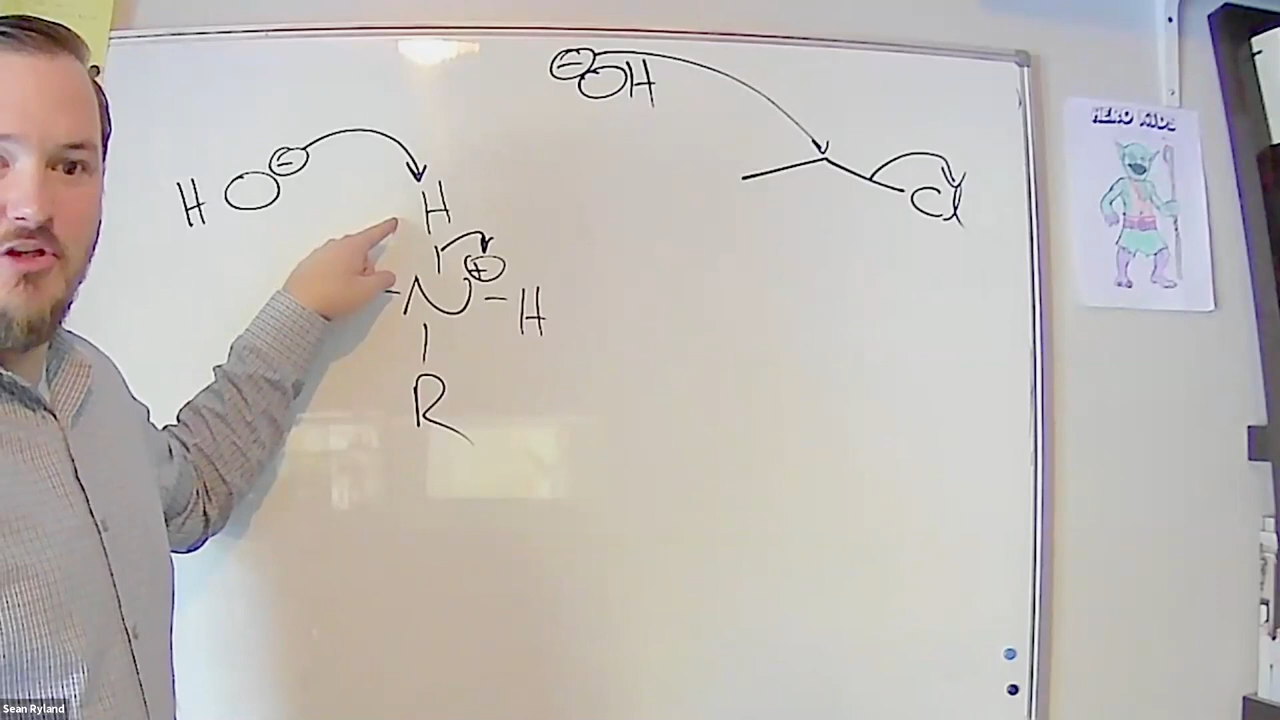 ⊖OH
HERO KIDS
H O⊖
H
Cl
⊕
N - H
R
Sean Ryland